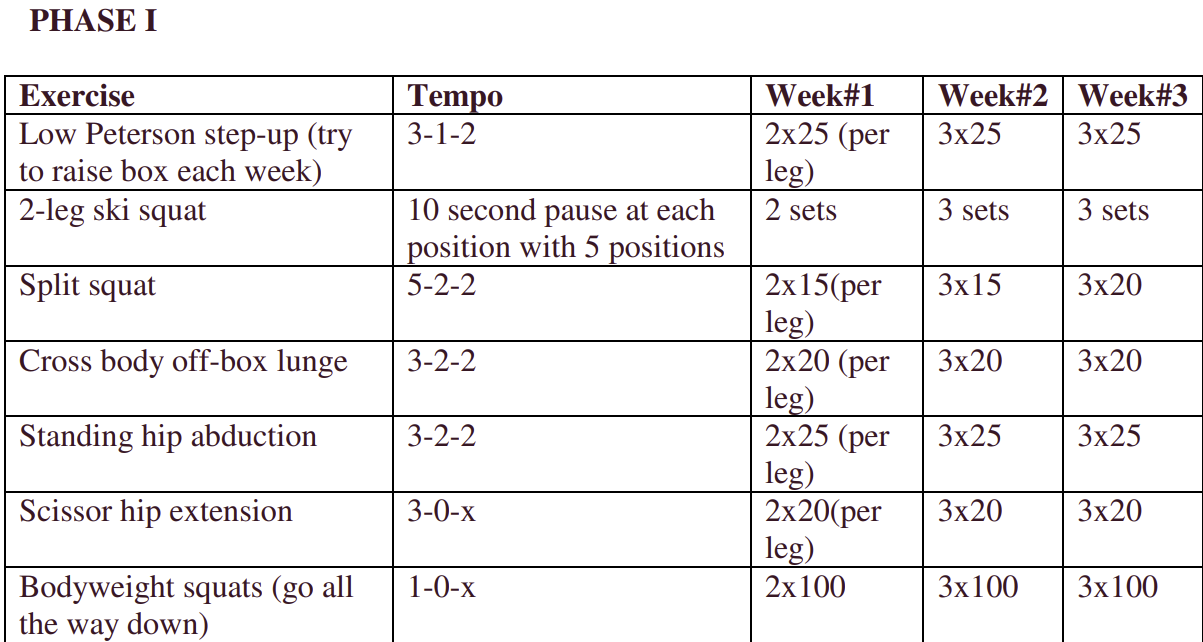 PHASE I
Exercise Tempo Week#1 Week#2 Week#3
Low Peterson step-up (try 3-1-2 2x25 (per 3x25 3x25
to raise box each week) leg)
2-leg ski squat 10 second pause at each 2 sets 3 sets 3 sets
position with 5 positions
Split squat 5-2-2 2x15(per 3x15 3x20
leg)
Cross body off-box lunge 3-2-2 2x20 (per 3x20 3x20
leg)
Standing hip abduction 3-2-2 2x25 (per 3x25 3x25
leg)
Scissor hip extension 3-0-x 2x20(per 3x20 3x20
leg)
Bodyweight squats (go all 1-0-x 2x100 3x100 3x100
the way down)